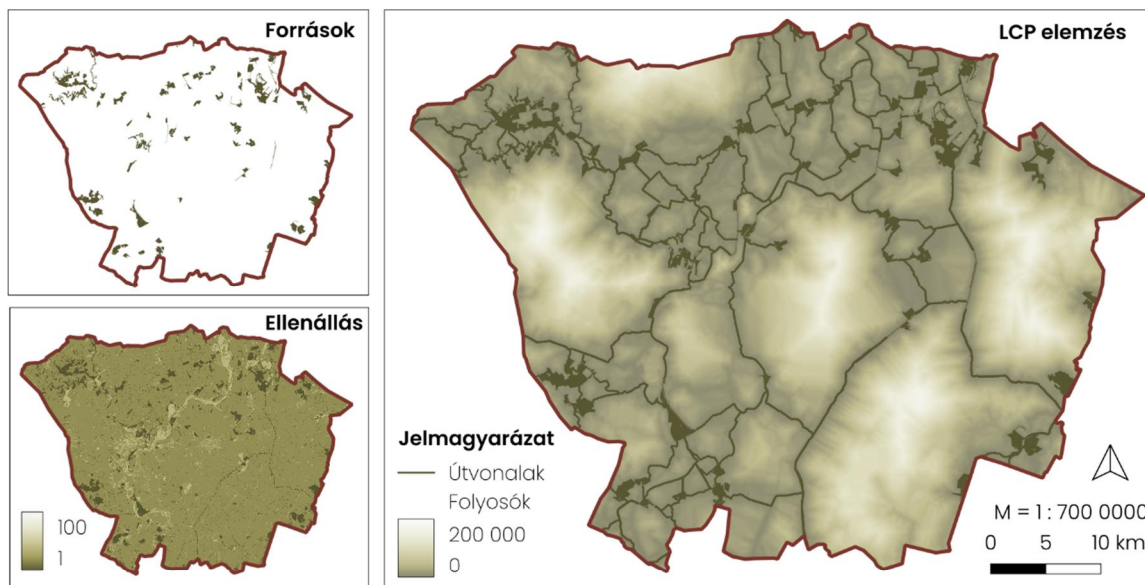 Források
Ellenállás
100
1
LCP elemzés
Jelmagyarázat
Útvonalak
Folyosók
200 000
0
M = 1 : 700 0000
0 5 10 km